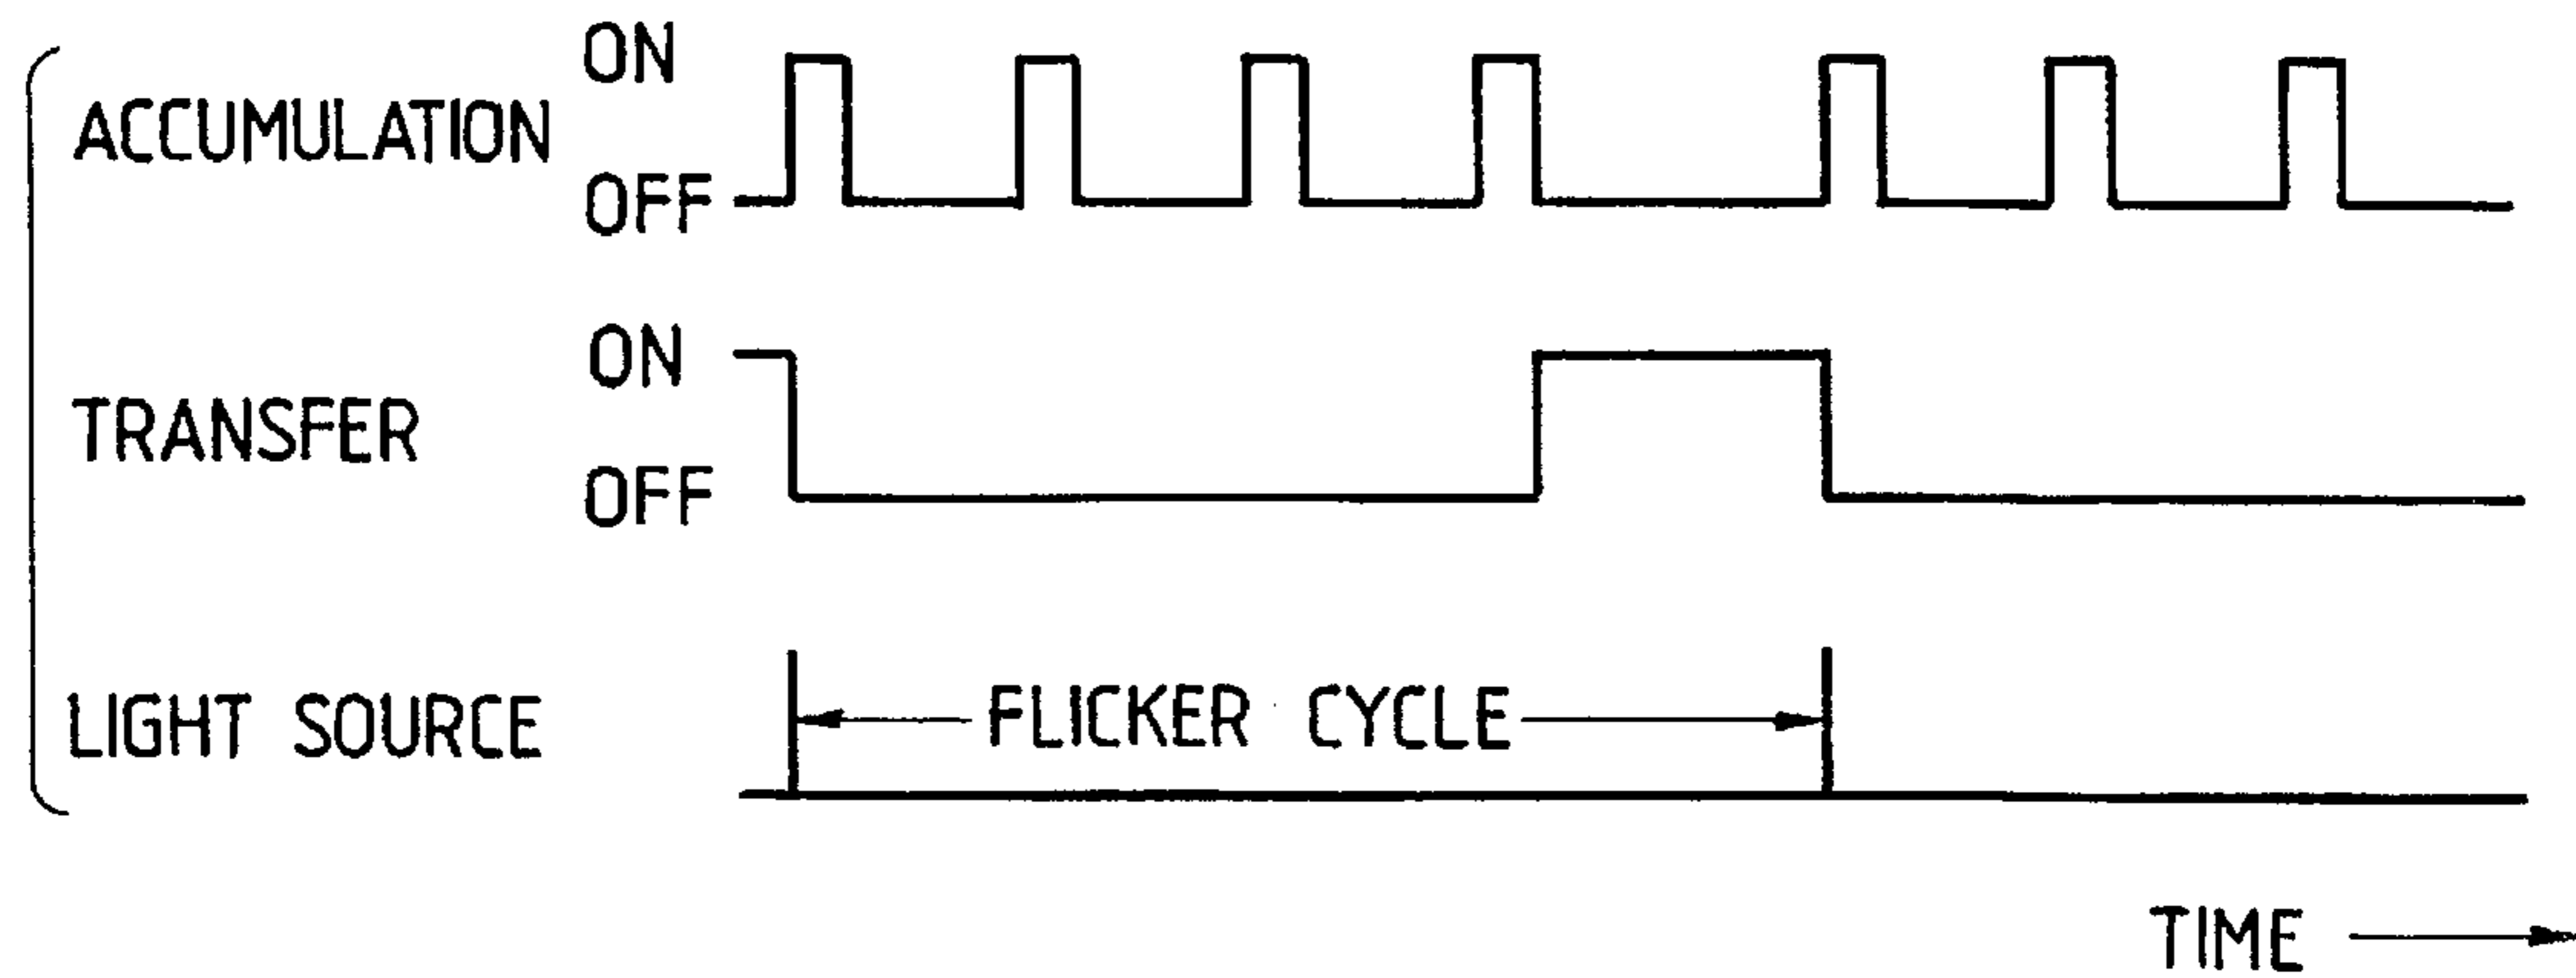 ON
ACCUMULATION
OFF
ON
TRANSFER
OFF
LIGHT SOURCE
FLICKER CYCLE
TIME